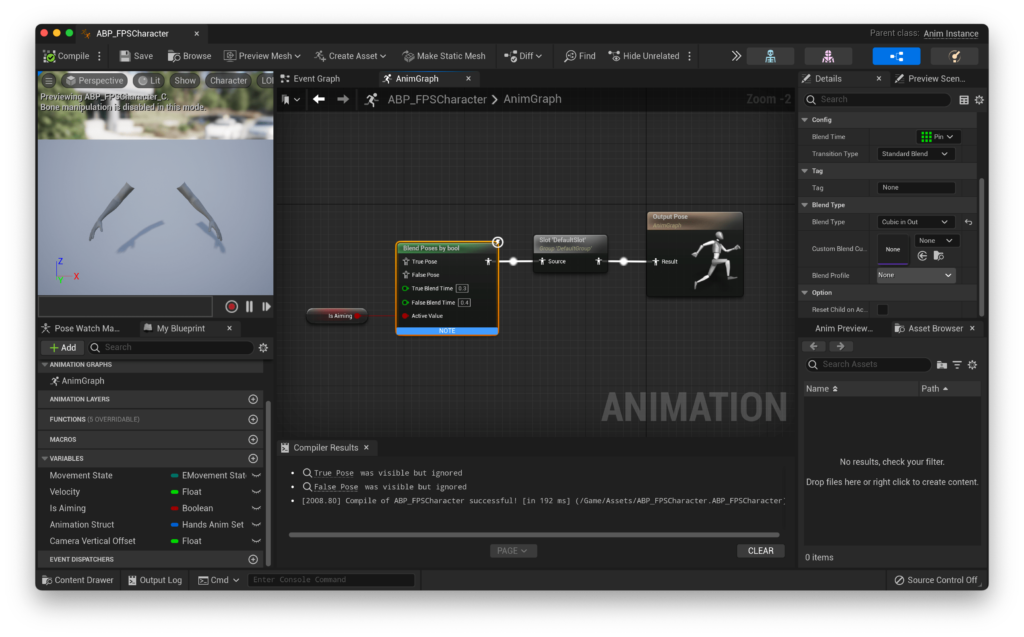 ABP_FPSCharacter
Parent class: Anim Instance
Compile
Save
Browse
Preview Mesh
Create Asset
Make Static Mesh
Diff
Find
Hide Unrelated
Perspective
Lit
Show
Character
LOI
Previewing ABP_FPSCharacter_C.
Bone manipulation is disabled in this mode.
Z
X
Y
Pose Watch Ma...
My Blueprint
+ Add
Search
ANIMATION GRAPHS
AnimGraph
ANIMATION LAYERS
FUNCTIONS (5 OVERRIDABLE)
MACROS
VARIABLES
Movement State
EMovement Stat
Velocity
Float
Is Aiming
Boolean
Animation Struct
Hands Anim Set
Camera Vertical Offset
Float
EVENT DISPATCHERS
Event Graph
AnimGraph
ABP_FPSCharacter > AnimGraph
Zoom -2
Is Aiming
Blend Poses by bool
True Pose
False Pose
True Blend Time 0.3
False Blend Time 0.4
Active Value
NOTE
Slot 'DefaultSlot'
Group 'DefaultGroup'
Source
Output Pose
AnimGraph
Result
ANIMATION
Compiler Results
True Pose was visible but ignored
False Pose was visible but ignored
[2008.80] Compile of ABP_FPSCharacter successful! [in 192 ms] (/Game/Assets/ABP_FPSCharacter.ABP_FPSCharacter)
PAGE
CLEAR
Details
Preview Scen...
Search
Config
Blend Time
Pin
Transition Type
Standard Blend
Tag
Tag
None
Blend Type
Blend Type
Cubic in Out
Custom Blend Cu...
None
None
Blend Profile
None
Option
Reset Child on Ac...
Anim Preview...
Asset Browser
Search Assets
Name
Path
No results, check your filter.
Drop files here or right click to create content.
0 items
Content Drawer
Output Log
Cmd
Enter Console Command
Source Control Off